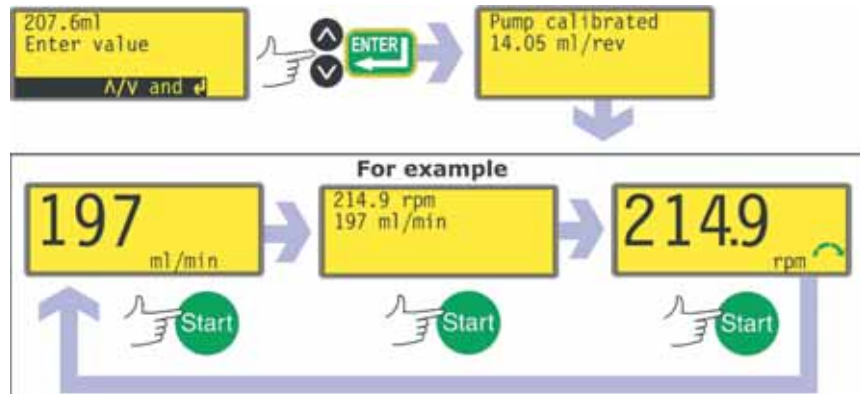 207.6ml
Enter value
∧/∨ and ↲
ENTER
Pump calibrated
14.05 ml/rev
For example
197
ml/min
214.9 rpm
197 ml/min
214.9
rpm
Start
Start
Start